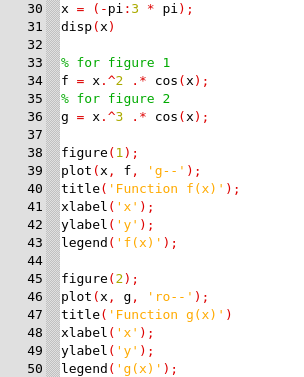 30 x = (-pi:3 * pi);
31 disp(x)
32
33 % for figure 1
34 f = x.^2 .* cos(x);
35 % for figure 2
36 g = x.^3 .* cos(x);
37
38 figure(1);
39 plot(x, f, 'g--');
40 title('Function f(x)');
41 xlabel('x');
42 ylabel('y');
43 legend('f(x)');
44
45 figure(2);
46 plot(x, g, 'ro--');
47 title('Function g(x)')
48 xlabel('x');
49 ylabel('y');
50 legend('g(x)');